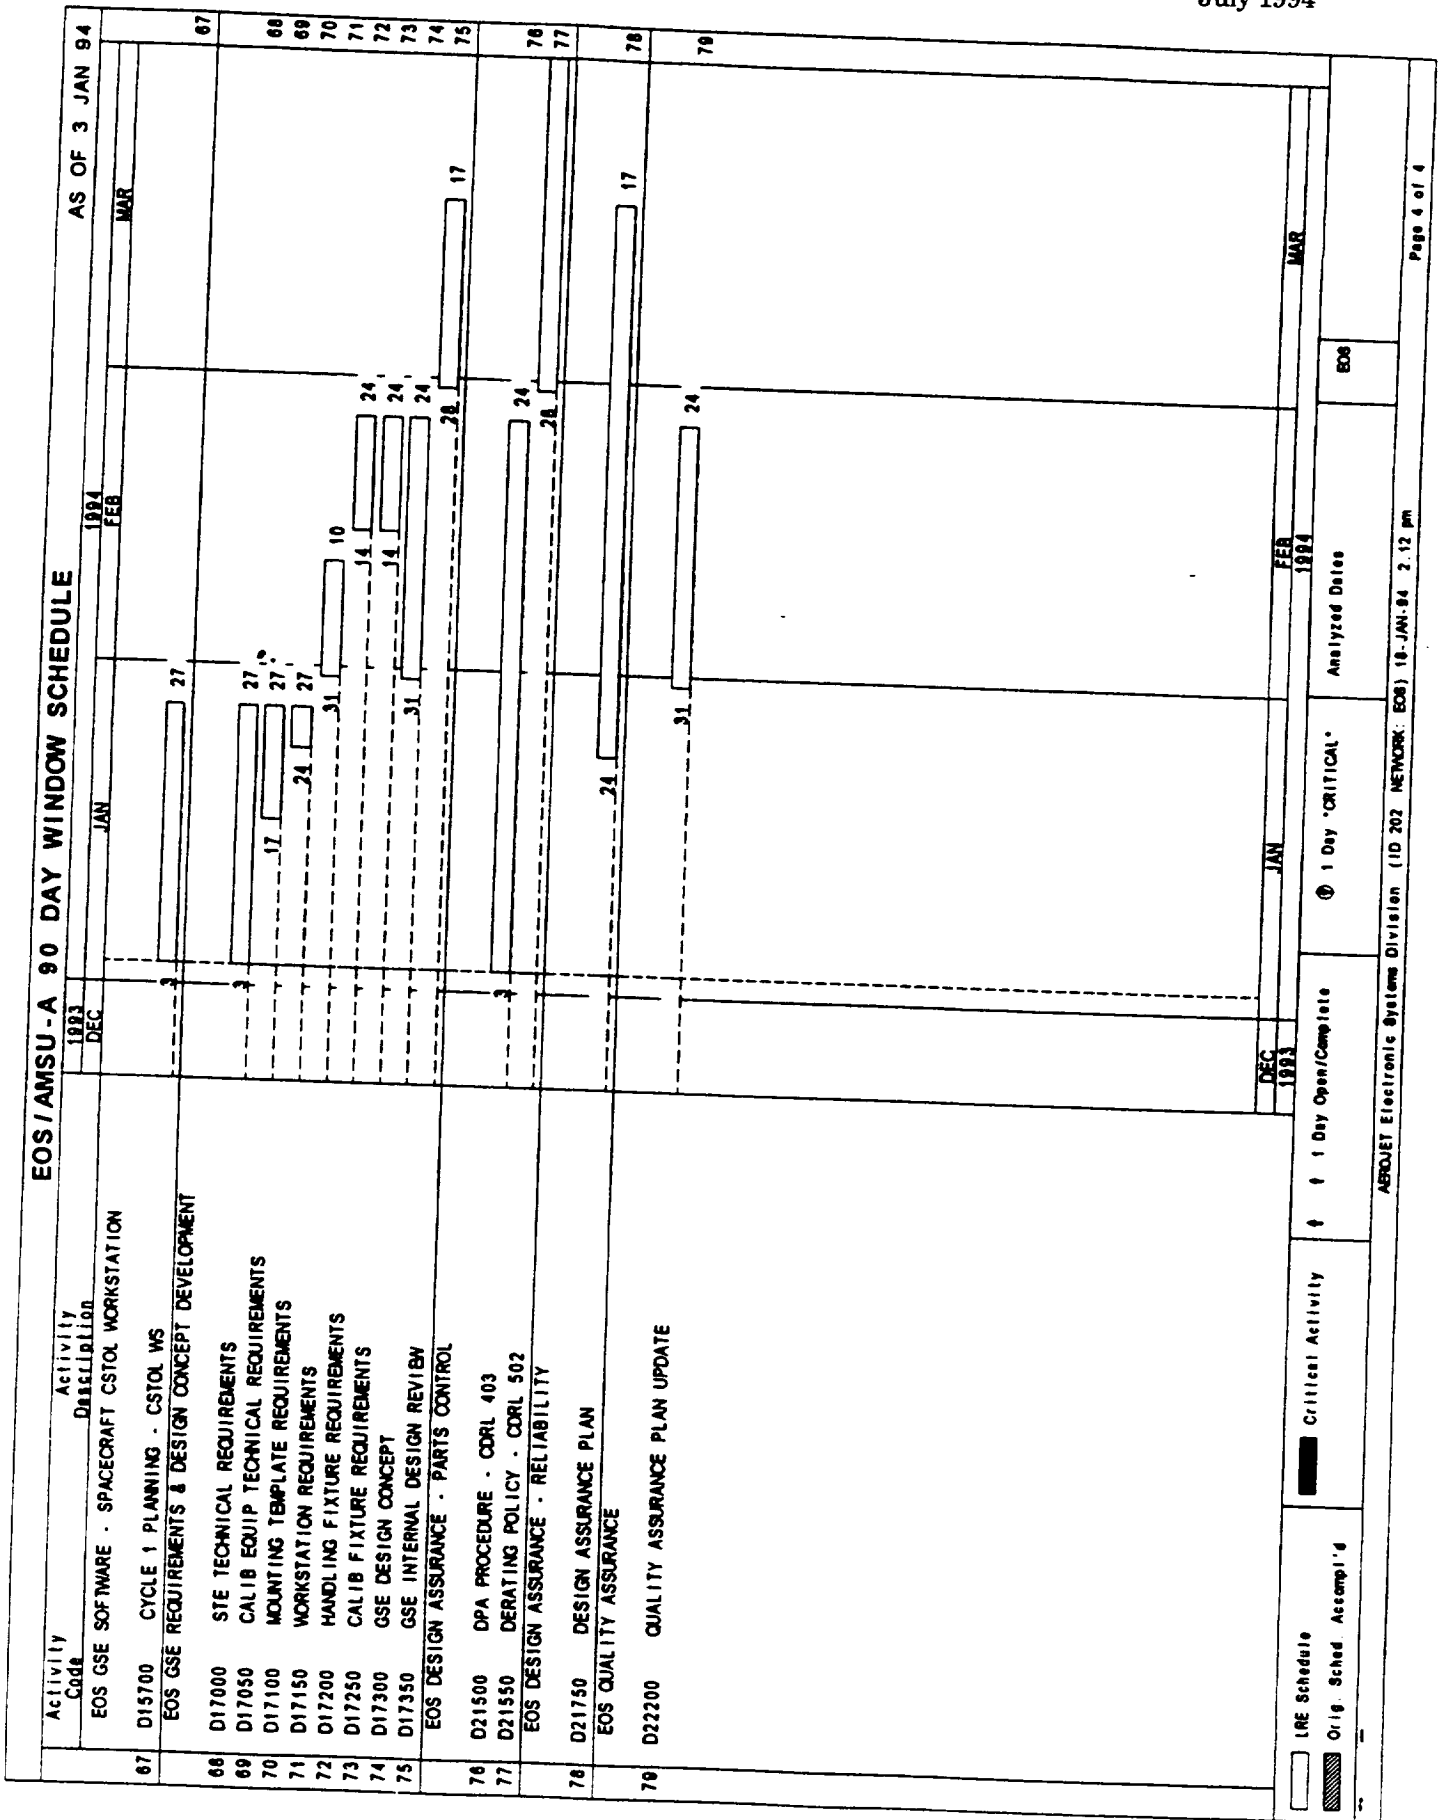 July 1994
EOS/AMSU-A 90 DAY WINDOW SCHEDULE
AS OF 3 JAN 94
Activity Code
Activity Description
1993
1994
DEC
JAN
FEB
MAR
EOS GSE SOFTWARE - SPACECRAFT CSTOL WORKSTATION
67 D15700 CYCLE 1 PLANNING - CSTOL WS 3 27 67
EOS GSE REQUIREMENTS & DESIGN CONCEPT DEVELOPMENT
68 D17000 STE TECHNICAL REQUIREMENTS 3 27 68
69 D17050 CALIB EQUIP TECHNICAL REQUIREMENTS 17 27 69
70 D17100 MOUNTING TEMPLATE REQUIREMENTS 24 27 70
71 D17150 WORKSTATION REQUIREMENTS 31 10 71
72 D17200 HANDLING FIXTURE REQUIREMENTS 14 24 72
73 D17250 CALIB FIXTURE REQUIREMENTS 14 24 73
74 D17300 GSE DESIGN CONCEPT 31 24 74
75 D17350 GSE INTERNAL DESIGN REVIEW 28 17 75
EOS DESIGN ASSURANCE - PARTS CONTROL
76 D21500 DPA PROCEDURE - CDRL 403 3 24 76
77 D21550 DERATING POLICY - CDRL 502 28 77
EOS DESIGN ASSURANCE - RELIABILITY
78 D21750 DESIGN ASSURANCE PLAN 24 17 78
EOS QUALITY ASSURANCE
79 D22200 QUALITY ASSURANCE PLAN UPDATE 31 24 79
DEC
JAN
FEB
MAR
1993
1994
LRE Schedule
Critical Activity
1 Day Open/Complete
1 Day "CRITICAL"
Analyzed Dates
EOS
Orig. Sched. Accompl'd
AEROJET Electronic Systems Division (ID 202 NETWORK: EOS) 18-JAN-94 2.12 pm
Page 4 of 4